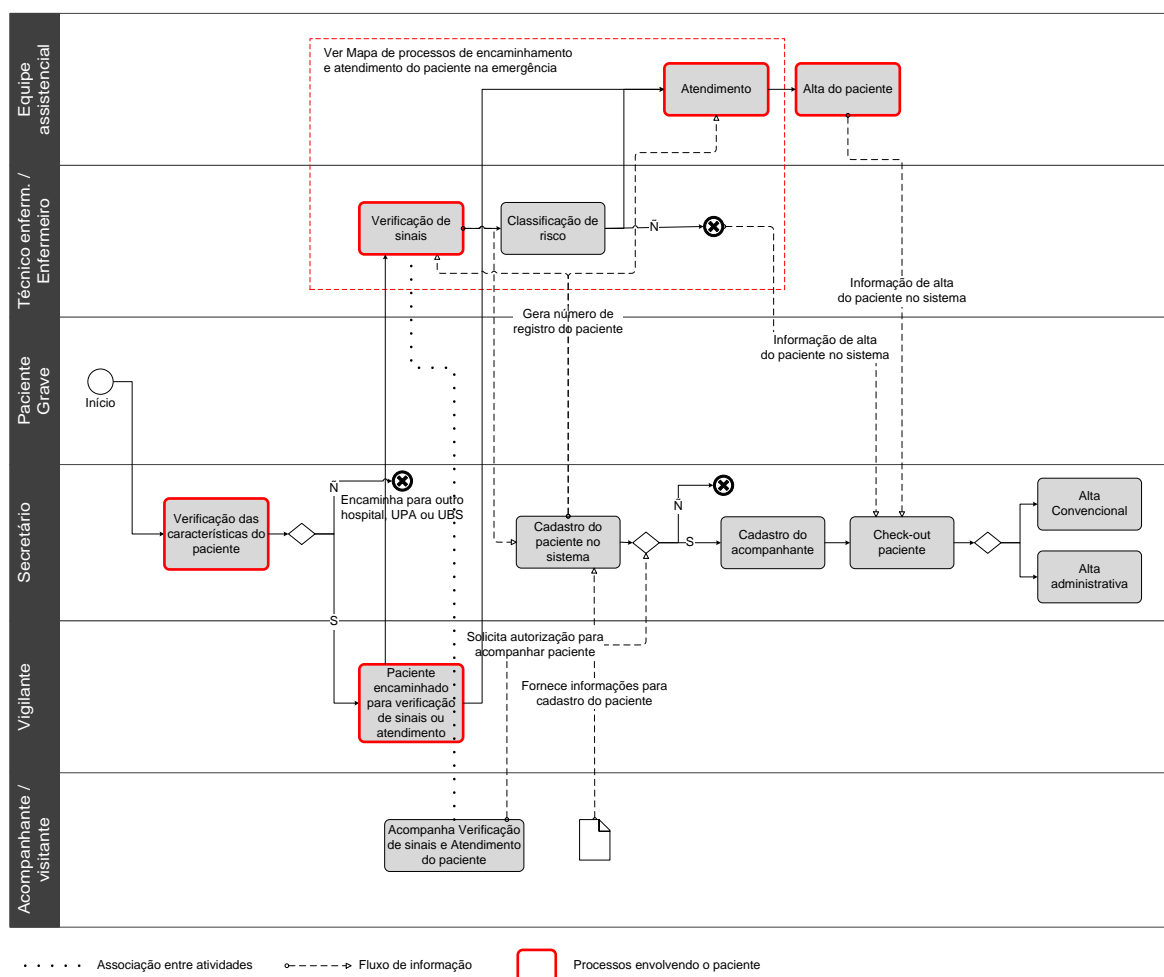 Equipe
assistencial
Ver Mapa de processos de encaminhamento
e atendimento do paciente na emergência
Atendimento
Alta do paciente
Técnico enferm. /
Enfermeiro
Verificação de
sinais
Classificação de
risco
Ñ
Gera número de
registro do paciente
Informação de alta
do paciente no sistema
Informação de alta
do paciente no sistema
Paciente
Grave
Início
Secretário
Verificação das
características do
paciente
Ñ
Encaminha para outro
hospital, UPA ou UBS
S
Cadastro do
paciente no
sistema
Ñ
S
Cadastro do
acompanhante
Check-out
paciente
Alta
Convencional
Alta
administrativa
Vigilante
Paciente
encaminhado
para verificação
de sinais ou
atendimento
Solicita autorização para
acompanhar paciente
Fornece informações para
cadastro do paciente
Acompanhante /
visitante
Acompanha Verificação
de sinais e Atendimento
do paciente
Associação entre atividades
Fluxo de informação
Processos envolvendo o paciente